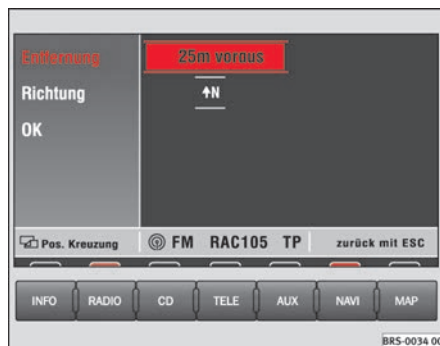 Entfernung 25m voraus
Richtung N
OK
Pos. Kreuzung FM RAC105 TP zurück mit ESC
INFO RADIO CD TELE AUX NAVI MAP
BRS-0034 00